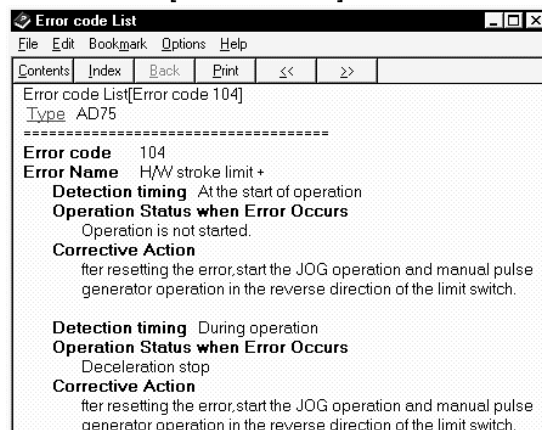 Error code List
File Edit Bookmark Options Help
Contents Index Back Print << >>
Error code List[Error code 104]
Type AD75
======================================
Error code 104
Error Name H/W stroke limit +
Detection timing At the start of operation
Operation Status when Error Occurs
Operation is not started.
Corrective Action
fter resetting the error,start the JOG operation and manual pulse
generator operation in the reverse direction of the limit switch.
Detection timing During operation
Operation Status when Error Occurs
Deceleration stop
Corrective Action
fter resetting the error,start the JOG operation and manual pulse
generator operation in the reverse direction of the limit switch.